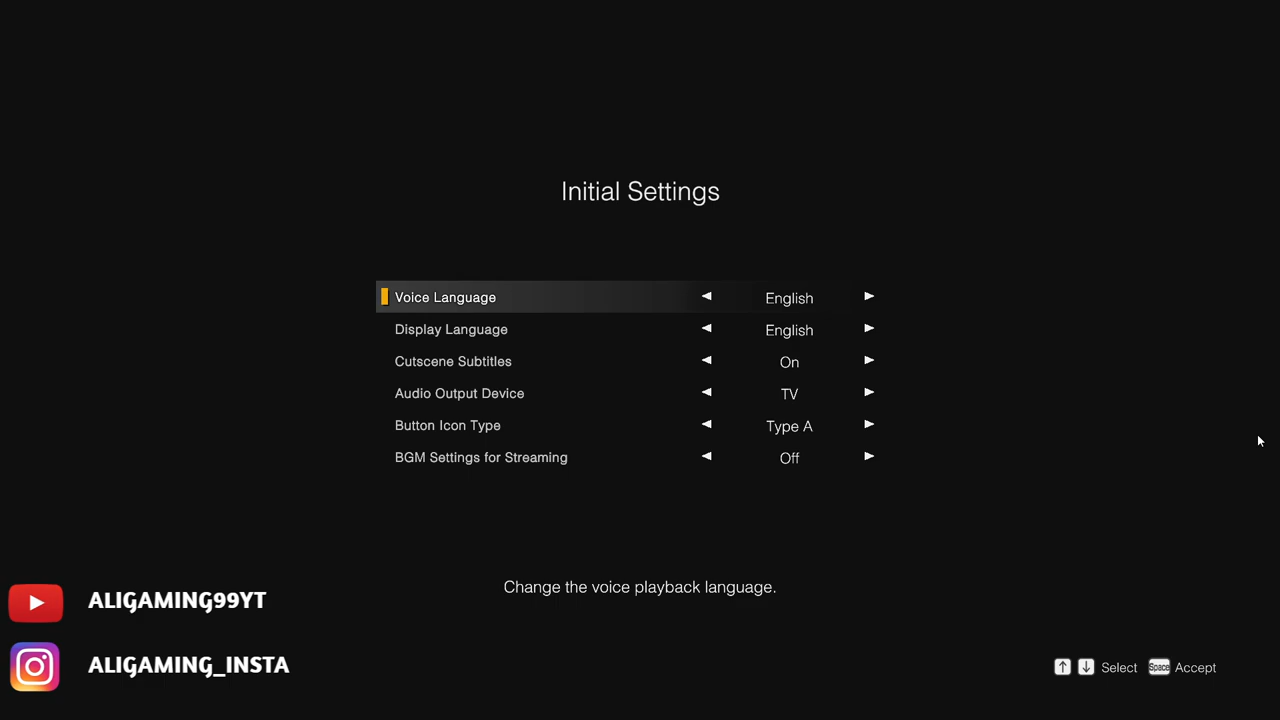 Initial Settings
Voice Language English
Display Language English
Cutscene Subtitles On
Audio Output Device TV
Button Icon Type Type A
BGM Settings for Streaming Off
Change the voice playback language.
ALIGAMING99YT
ALIGAMING_INSTA
Select Space Accept